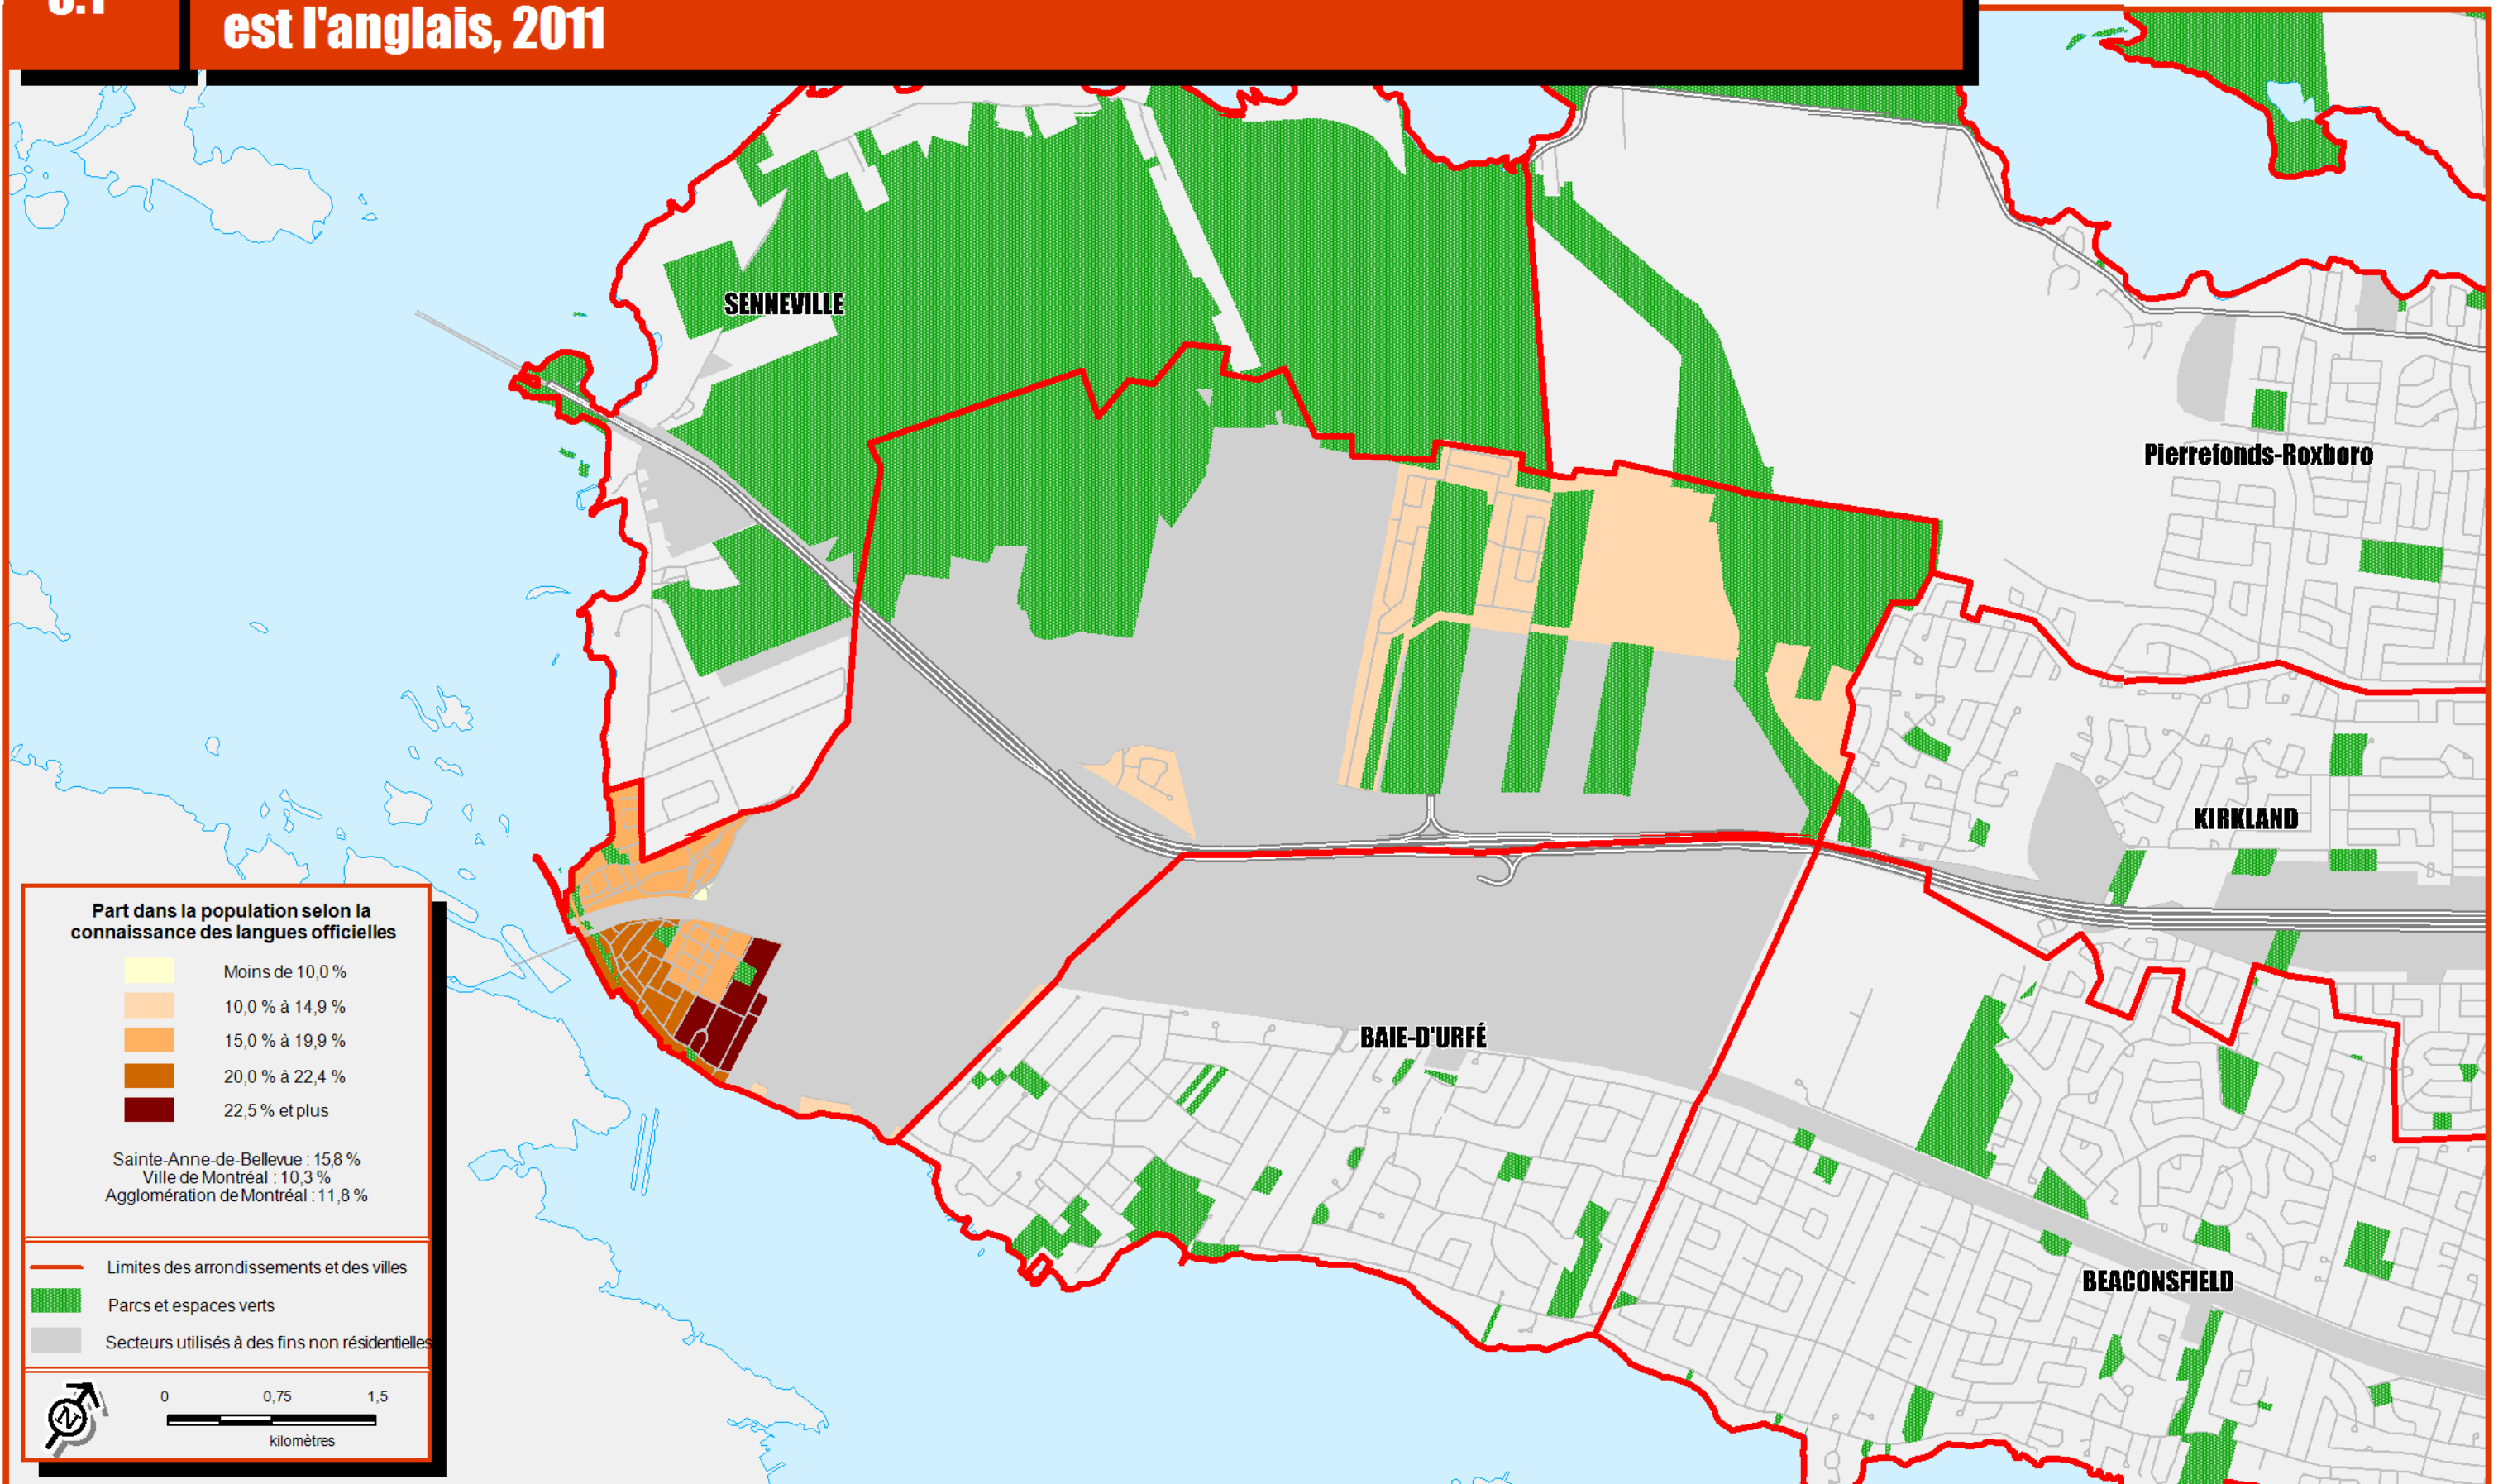 est l'anglais, 2011
SENNEVILLE
Pierrefonds-Roxboro
KIRKLAND
BAIE-D'URFÉ
BEACONSFIELD
Part dans la population selon la
connaissance des langues officielles
Moins de 10,0 %
10,0 % à 14,9 %
15,0 % à 19,9 %
20,0 % à 22,4 %
22,5 % et plus
Sainte-Anne-de-Bellevue : 15,8 %
Ville de Montréal : 10,3 %
Agglomération de Montréal : 11,8 %
Limites des arrondissements et des villes
Parcs et espaces verts
Secteurs utilisés à des fins non résidentielles
N
0 0,75 1,5
kilomètres